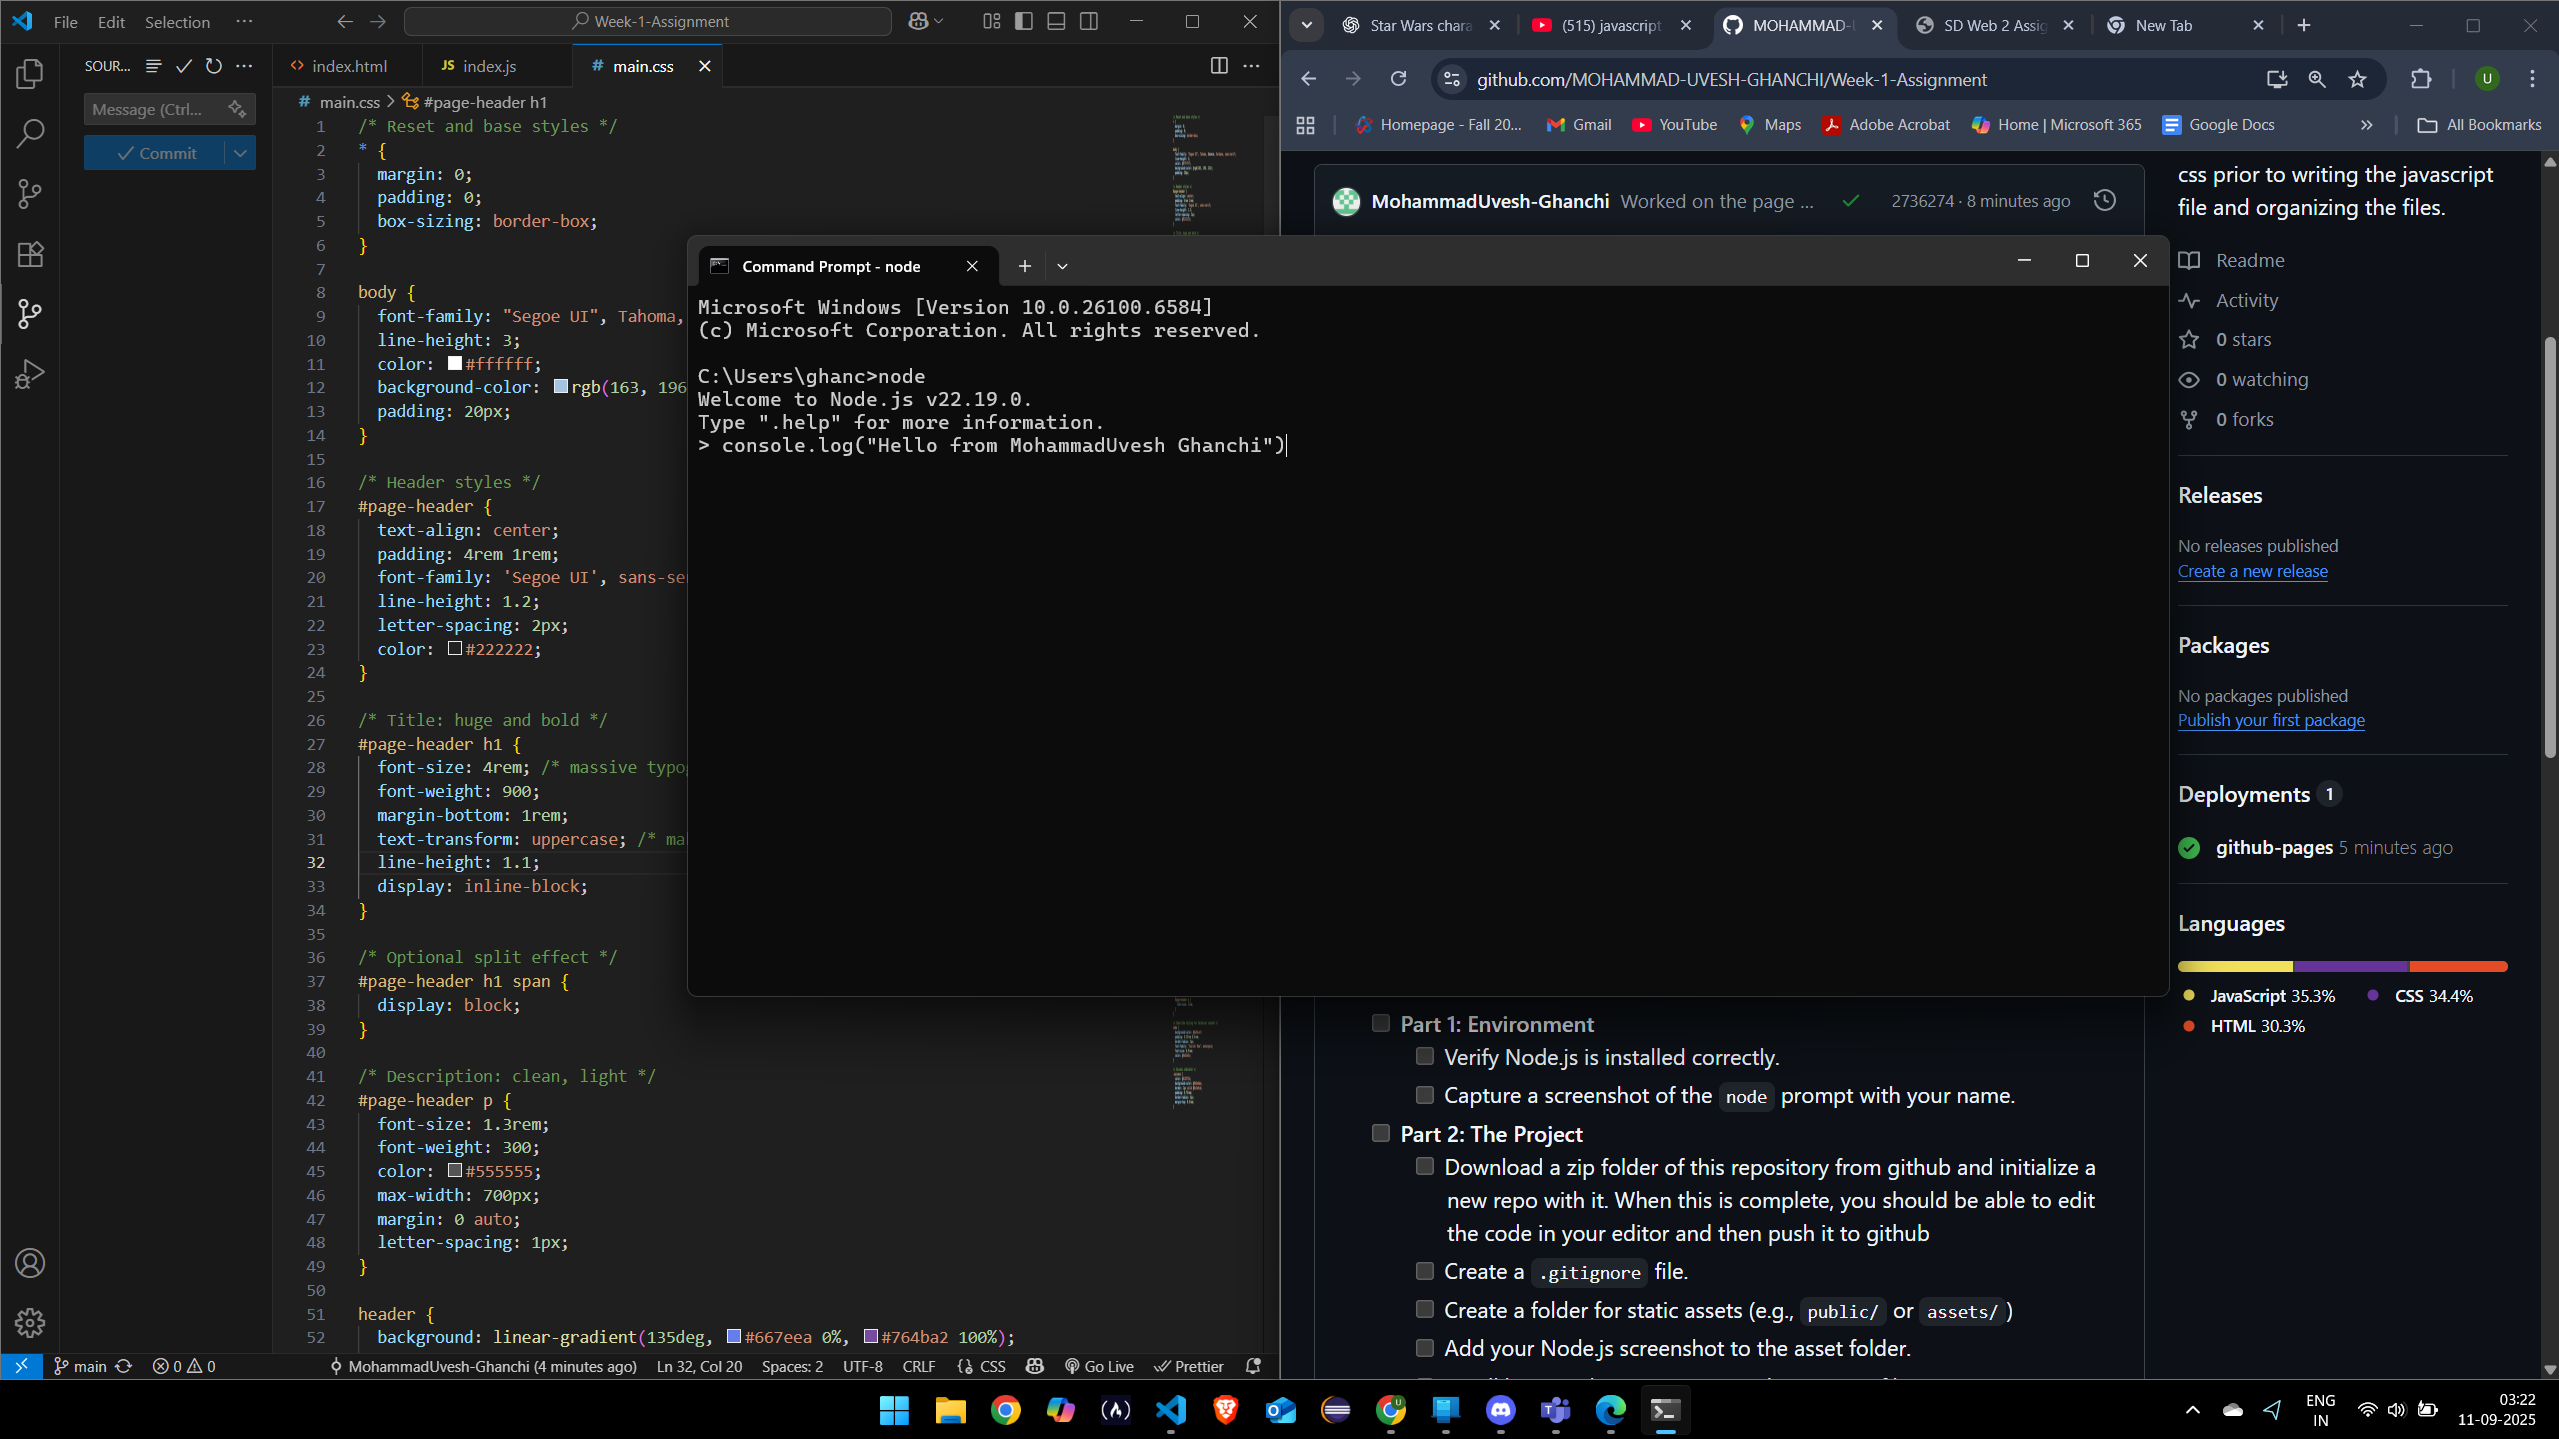 File Edit Selection ···
Week-1-Assignment
SOUR...
Message (Ctrl...
Commit
index.html
JS index.js
# main.css
# main.css > #page-header h1
1 /* Reset and base styles */
2 * {
3 margin: 0;
4 padding: 0;
5 box-sizing: border-box;
6 }
7
8 body {
9 font-family: "Segoe UI", Tahoma,
10 line-height: 3;
11 color: #ffffff;
12 background-color: rgb(163, 196
13 padding: 20px;
14 }
15
16 /* Header styles */
17 #page-header {
18 text-align: center;
19 padding: 4rem 1rem;
20 font-family: 'Segoe UI', sans-se
21 line-height: 1.2;
22 letter-spacing: 2px;
23 color: #222222;
24 }
25
26 /* Title: huge and bold */
27 #page-header h1 {
28 font-size: 4rem; /* massive typog
29 font-weight: 900;
30 margin-bottom: 1rem;
31 text-transform: uppercase; /* ma
32 line-height: 1.1;
33 display: inline-block;
34 }
35
36 /* Optional split effect */
37 #page-header h1 span {
38 display: block;
39 }
40
41 /* Description: clean, light */
42 #page-header p {
43 font-size: 1.3rem;
44 font-weight: 300;
45 color: #555555;
46 max-width: 700px;
47 margin: 0 auto;
48 letter-spacing: 1px;
49 }
50
51 header {
52 background: linear-gradient(135deg, #667eea 0%, #764ba2 100%);
main 0 0 MohammadUvesh-Ghanchi (4 minutes ago) Ln 32, Col 20 Spaces: 2 UTF-8 CRLF {} CSS Go Live Prettier
Command Prompt - node
Microsoft Windows [Version 10.0.26100.6584]
(c) Microsoft Corporation. All rights reserved.
C:\Users\ghanc>node
Welcome to Node.js v22.19.0.
Type ".help" for more information.
> console.log("Hello from MohammadUvesh Ghanchi")
Star Wars chara
(515) javascript
MOHAMMAD-U
SD Web 2 Assig
New Tab
github.com/MOHAMMAD-UVESH-GHANCHI/Week-1-Assignment
U
Homepage - Fall 20... Gmail YouTube Maps Adobe Acrobat Home | Microsoft 365 Google Docs » All Bookmarks
MohammadUvesh-Ghanchi Worked on the page ... 2736274 · 8 minutes ago
css prior to writing the javascript
file and organizing the files.
Readme
Activity
0 stars
0 watching
0 forks
Releases
No releases published
Create a new release
Packages
No packages published
Publish your first package
Deployments 1
github-pages 5 minutes ago
Languages
JavaScript 35.3% CSS 34.4%
HTML 30.3%
Part 1: Environment
Verify Node.js is installed correctly.
Capture a screenshot of the node prompt with your name.
Part 2: The Project
Download a zip folder of this repository from github and initialize a
new repo with it. When this is complete, you should be able to edit
the code in your editor and then push it to github
Create a .gitignore file.
Create a folder for static assets (e.g., public/ or assets/)
Add your Node.js screenshot to the asset folder.
ENG
IN
03:22
11-09-2025